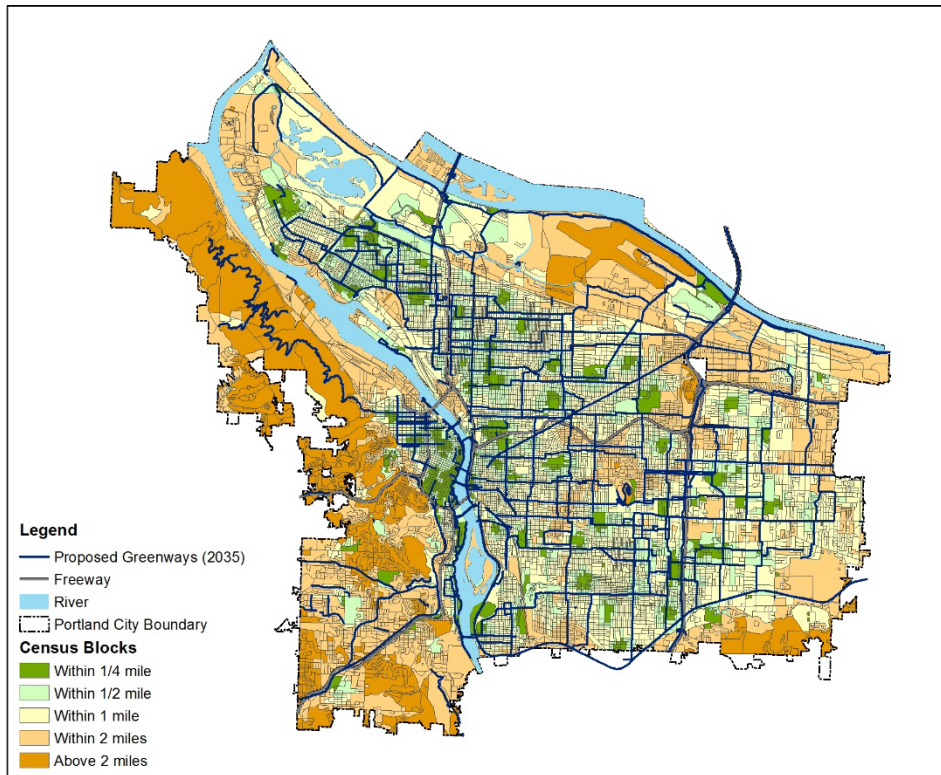 Legend
Proposed Greenways (2035)
Freeway
River
Portland City Boundary
Census Blocks
Within 1/4 mile
Within 1/2 mile
Within 1 mile
Within 2 miles
Above 2 miles